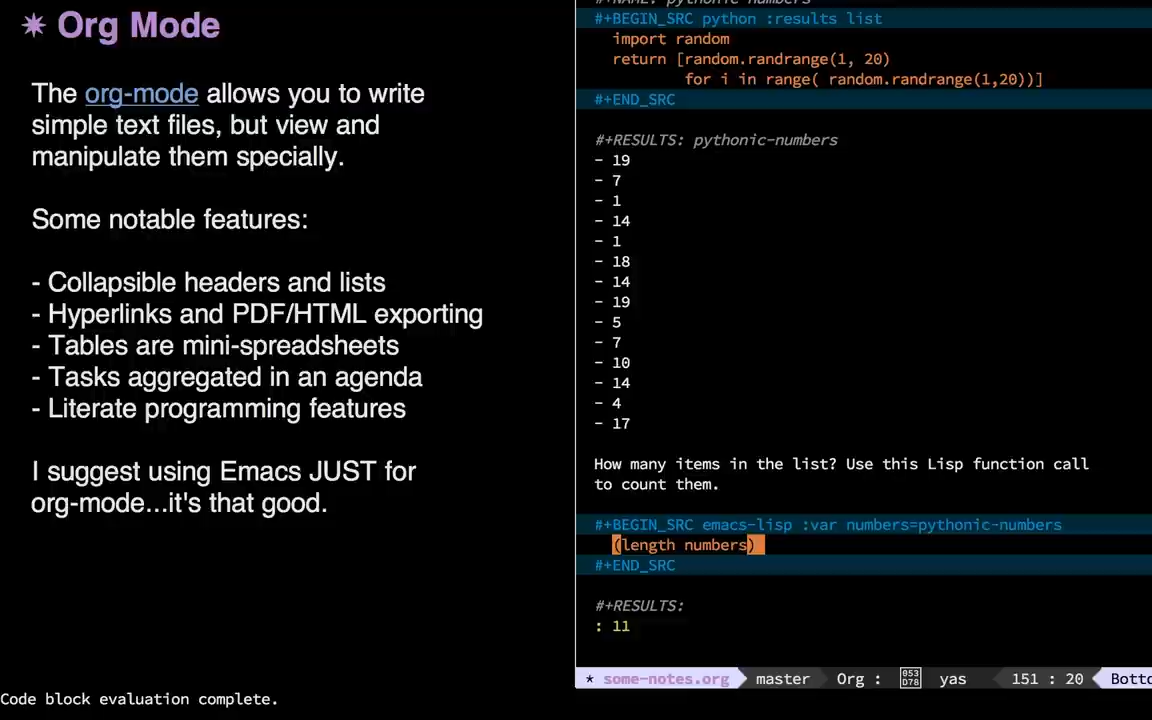 ✷ Org Mode
The org-mode allows you to write
simple text files, but view and
manipulate them specially.
Some notable features:
- Collapsible headers and lists
- Hyperlinks and PDF/HTML exporting
- Tables are mini-spreadsheets
- Tasks aggregated in an agenda
- Literate programming features
I suggest using Emacs JUST for
org-mode...it's that good.
#+NAME: pythonic-numbers
#+BEGIN_SRC python :results list
import random
return [random.randrange(1, 20)
for i in range( random.randrange(1,20))]
#+END_SRC
#+RESULTS: pythonic-numbers
- 19
- 7
- 1
- 14
- 1
- 18
- 14
- 19
- 5
- 7
- 10
- 14
- 4
- 17
How many items in the list? Use this Lisp function call
to count them.
#+BEGIN_SRC emacs-lisp :var numbers=pythonic-numbers
(length numbers)
#+END_SRC
#+RESULTS:
: 11
* some-notes.org master Org : 053D78 yas 151 : 20 Botto
Code block evaluation complete.